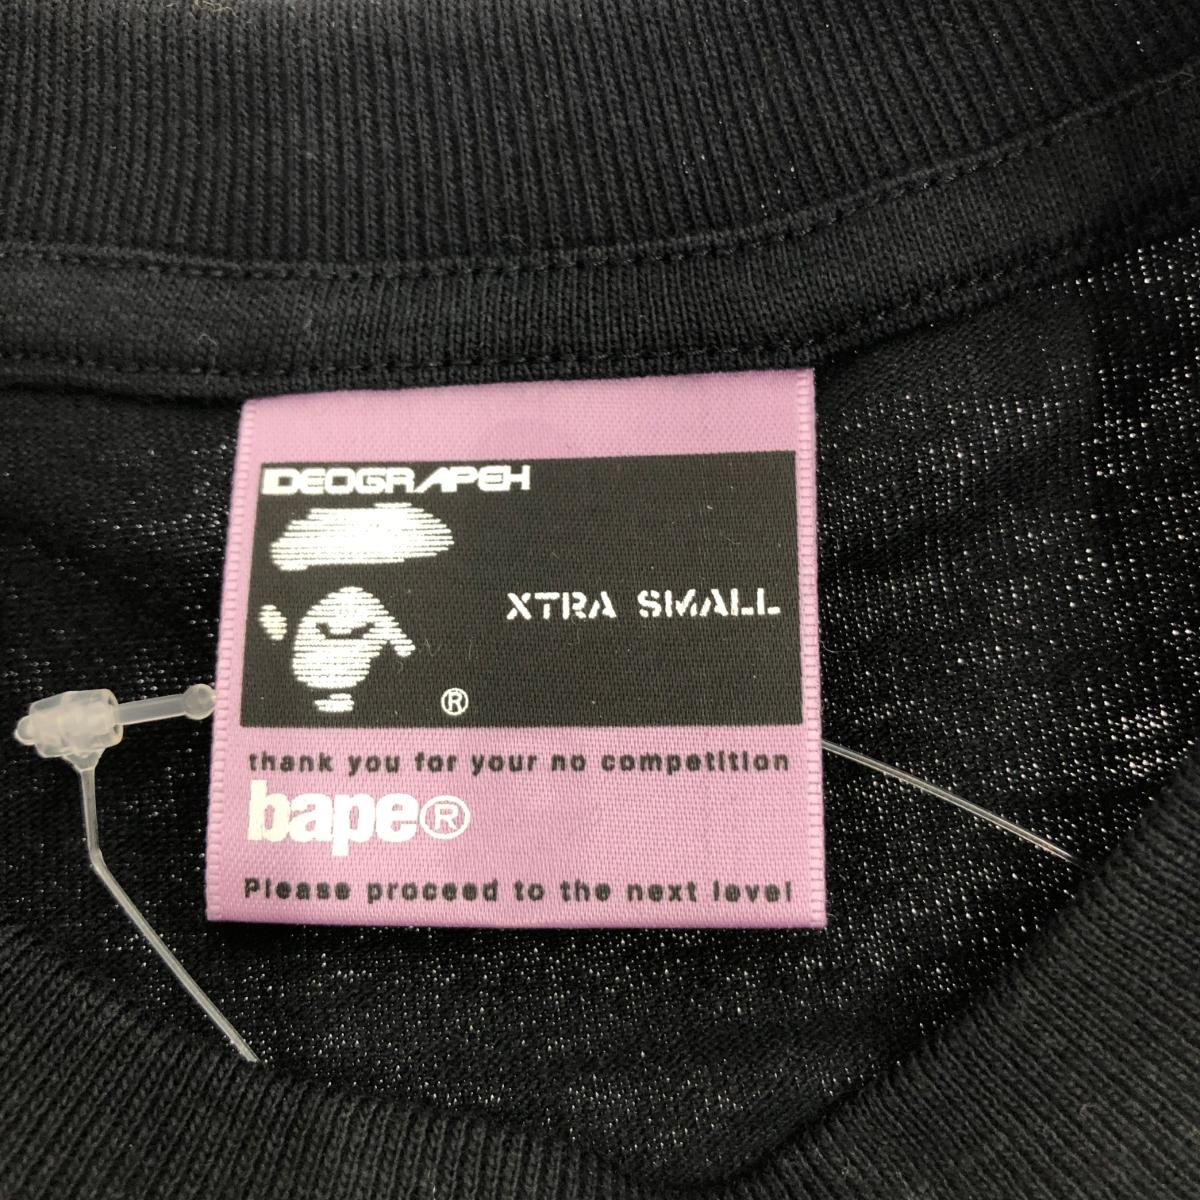 IDEOGRAPEH
XTRA SMALL
®
thank you for your no competition
bape®
Please proceed to the next level